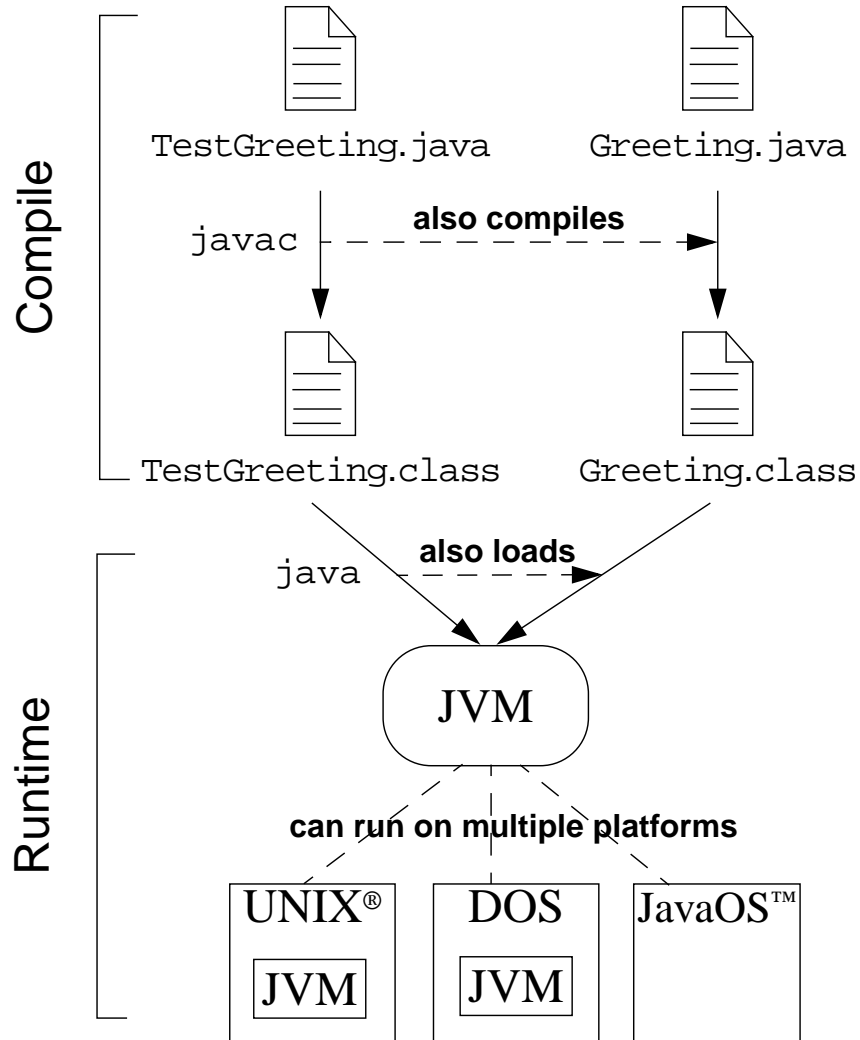 Compile
TestGreeting.java
Greeting.java
javac
also compiles
TestGreeting.class
Greeting.class
Runtime
java
also loads
JVM
can run on multiple platforms
UNIX®
DOS
JavaOS™
JVM
JVM